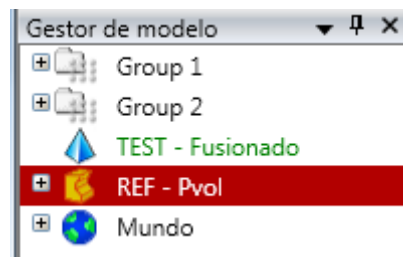 Gestor de modelo
Group 1
Group 2
TEST - Fusionado
REF - Pvol
Mundo